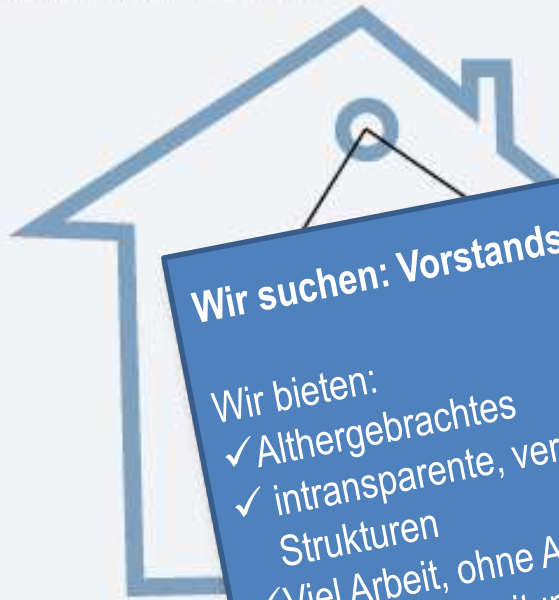 Wir suchen: Vorstands
Wir bieten:
✓Althergebrachtes
✓ intransparente, ver
Strukturen
✓Viel Arbeit, ohne A